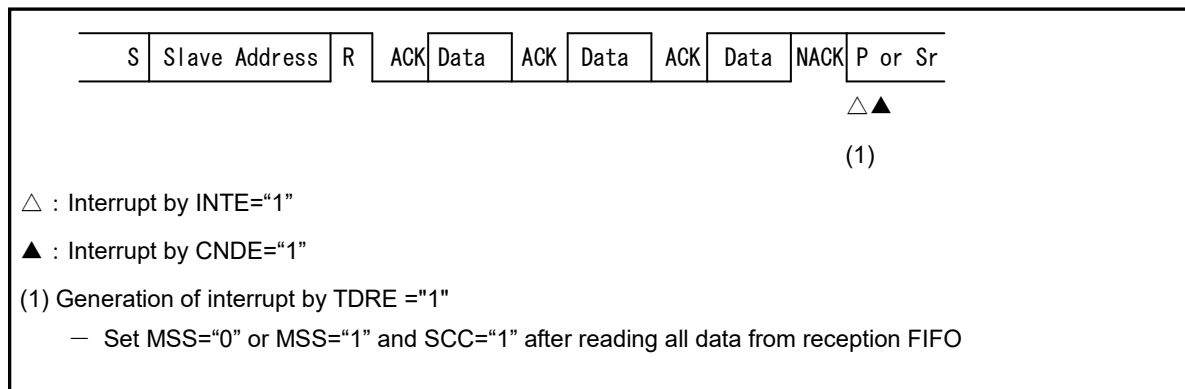 S Slave Address R ACK Data ACK Data ACK Data NACK P or Sr
△▲
(1)
△ : Interrupt by INTE=“1”
▲ : Interrupt by CNDE=“1”
(1) Generation of interrupt by TDRE ="1"
－ Set MSS=“0” or MSS=“1” and SCC=“1” after reading all data from reception FIFO